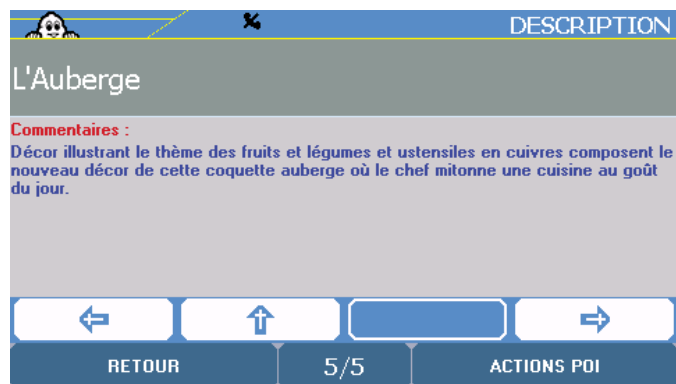 DESCRIPTION
L'Auberge
Commentaires :
Décor illustrant le thème des fruits et légumes et ustensiles en cuivres composent le
nouveau décor de cette coquette auberge où le chef mitonne une cuisine au goût
du jour.
RETOUR
5/5
ACTIONS POI